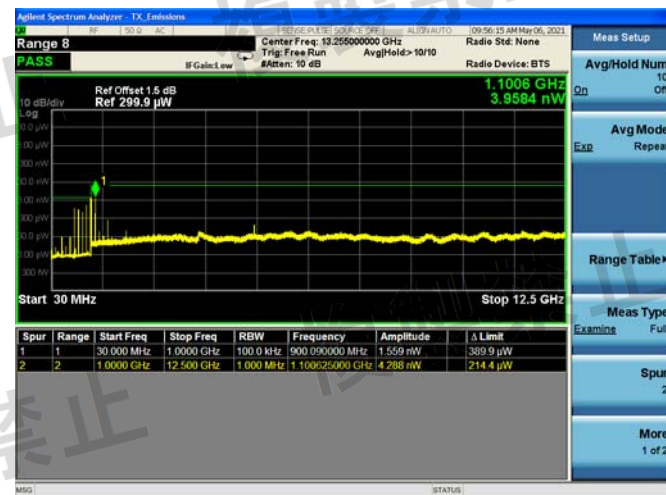 Agilent Spectrum Analyzer - TX_Emissions
RF 50 Ω AC SENSE:PULSE SOURCE OFF ALIGN AUTO 09:56:15 AM May 06, 2021
Range 8 Center Freq: 13.255000000 GHz Radio Std: None
Trig: Free Run Avg|Hold:> 10/10
PASS IFGain:Low #Atten: 10 dB Radio Device: BTS
Ref Offset 1.5 dB 1.1006 GHz
10 dB/div Ref 299.9 µW 3.9584 nW
Log
1
Start 30 MHz Stop 12.5 GHz
Spur Range Start Freq Stop Freq RBW Frequency Amplitude Δ Limit
1 1 30.000 MHz 1.0000 GHz 100.0 kHz 900.090000 MHz 1.559 nW 389.9 µW
2 2 1.0000 GHz 12.500 GHz 1.000 MHz 1.100625000 GHz 4.288 nW 214.4 µW
MSG STATUS
Meas Setup
Avg/Hold Num
10
On Off
Avg Mode
Exp Repeat
Range Table
Meas Type
Examine Full
Spur
2
More
1 of 2
禁止